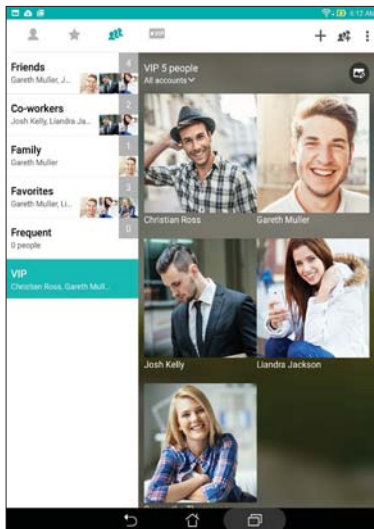 6:12 AM
VIP
Friends
4
Gareth Muller, J...
Co-workers
2
Josh Kelly, Liandra Ja...
Family
1
Gareth Muller
Favorites
3
Gareth Muller, Li...
Frequent
0
0 people
VIP
Christian Ross, Gareth Mull...
VIP 5 people
All accounts
Christian Ross
Gareth Muller
Josh Kelly
Liandra Jackson